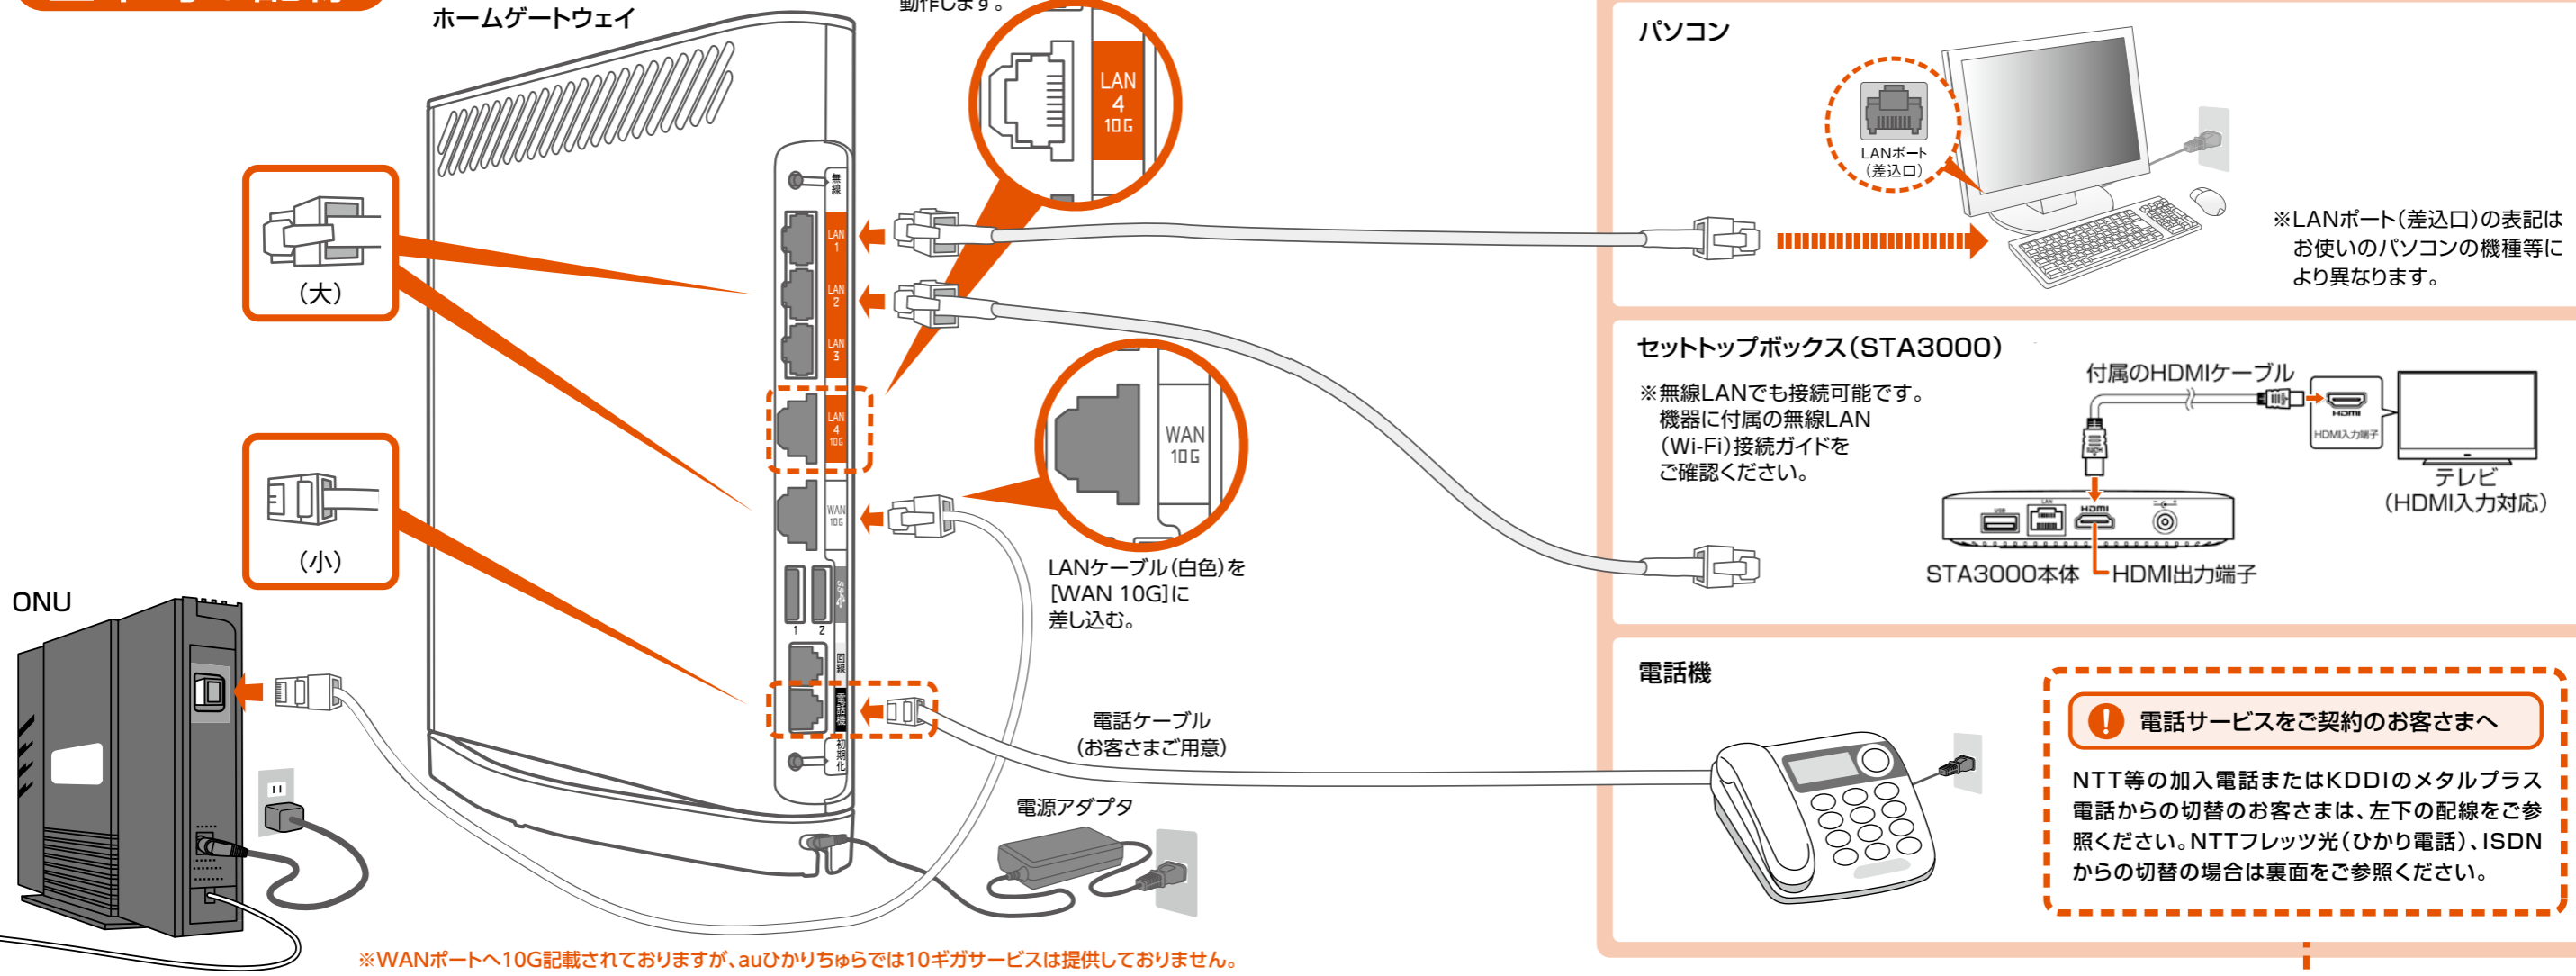 ホームゲートウェイ
動作します。
LAN
4
10G
無線
LAN
1
LAN
2
LAN
3
LAN
4
10G
WAN
10G
1 2
回線
電話機
初期化
(大)
(小)
ONU
WAN
10G
LANケーブル(白色)を
[WAN 10G]に
差し込む。
電話ケーブル
(お客さまご用意)
電源アダプタ
※WANポートへ10G記載されておりますが、auひかりちゅらでは10ギガサービスは提供しておりません。
パソコン
LANポート
(差込口)
※LANポート(差込口)の表記は
お使いのパソコンの機種等に
より異なります。
セットトップボックス(STA3000)
※無線LANでも接続可能です。
機器に付属の無線LAN
(Wi-Fi)接続ガイドを
ご確認ください。
付属のHDMIケーブル
HDMI
HDMI入力端子
テレビ
(HDMI入力対応)
USB
LAN
HDMI
STA3000本体
HDMI出力端子
電話機
電話サービスをご契約のお客さまへ
NTT等の加入電話またはKDDIのメタルプラス
電話からの切替のお客さまは、左下の配線をご参
照ください。NTTフレッツ光(ひかり電話)、ISDN
からの切替の場合は裏面をご参照ください。